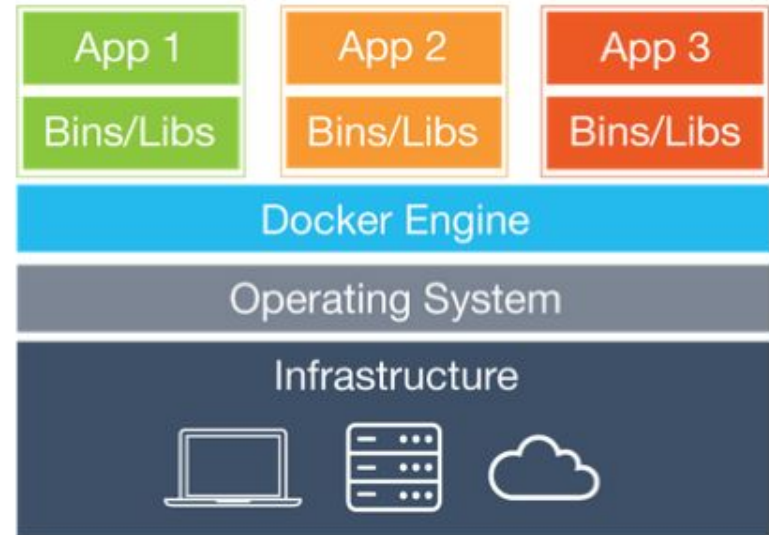 App 1 App 2 App 3
Bins/Libs Bins/Libs Bins/Libs
Docker Engine
Operating System
Infrastructure